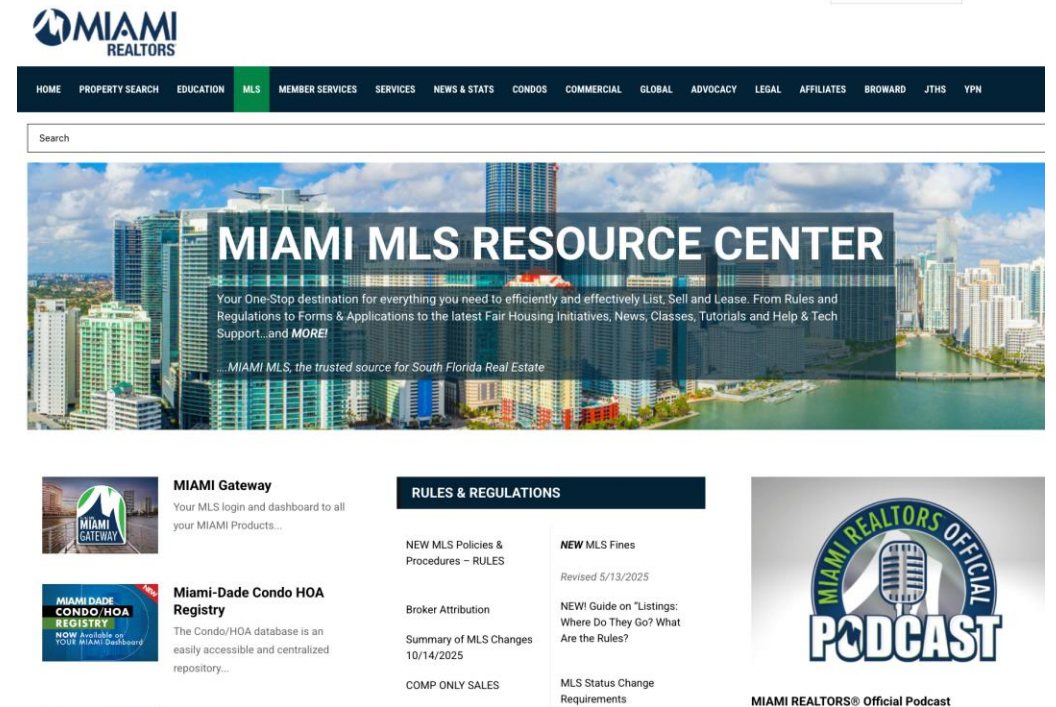 MIAMI
REALTORS
HOME PROPERTY SEARCH EDUCATION MLS MEMBER SERVICES SERVICES NEWS & STATS CONDOS COMMERCIAL GLOBAL ADVOCACY LEGAL AFFILIATES BROWARD JTHS YPN
Search
MIAMI MLS RESOURCE CENTER
Your One-Stop destination for everything you need to efficiently and effectively List, Sell and Lease. From Rules and
Regulations to Forms & Applications to the latest Fair Housing Initiatives, News, Classes, Tutorials and Help & Tech
Support...and MORE!
....MIAMI MLS, the trusted source for South Florida Real Estate
MIAMI
GATEWAY
MIAMI Gateway
Your MLS login and dashboard to all
your MIAMI Products...
NEW
MIAMI DADE
CONDO/HOA
REGISTRY
NOW Available on
YOUR MIAMI Dashboard
Miami-Dade Condo HOA
Registry
The Condo/HOA database is an
easily accessible and centralized
repository...
RULES & REGULATIONS
NEW MLS Policies &
Procedures – RULES
Broker Attribution
Summary of MLS Changes
10/14/2025
COMP ONLY SALES
NEW MLS Fines
Revised 5/13/2025
NEW! Guide on "Listings:
Where Do They Go? What
Are the Rules?
MLS Status Change
Requirements
MIAMI REALTORS OFFICIAL
PODCAST
MIAMI REALTORS® Official Podcast